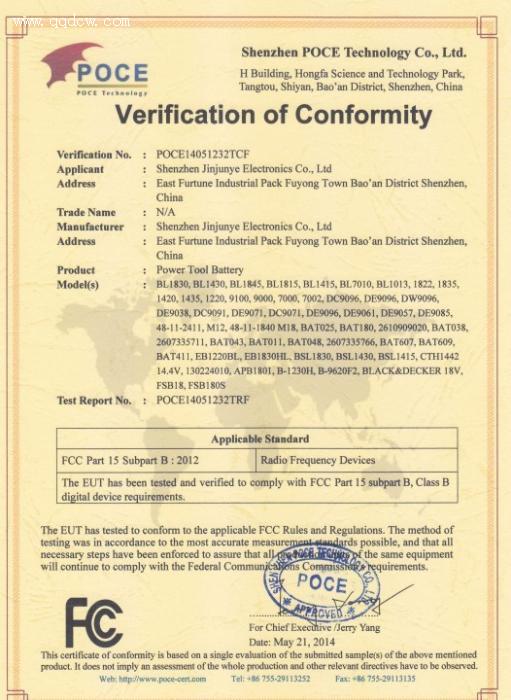 www.qqdcw.com
POCE
POCE Technology
Shenzhen POCE Technology Co., Ltd.
H Building, Hongfa Science and Technology Park,
Tangtou, Shiyan, Bao'an District, Shenzhen, China
Verification of Conformity
Verification No. : POCE14051232TCF
Applicant : Shenzhen Jinjunye Electronics Co., Ltd
Address : East Furtune Industrial Pack Fuyong Town Bao'an District Shenzhen,
China
Trade Name : N/A
Manufacturer : Shenzhen Jinjunye Electronics Co., Ltd
Address : East Furtune Industrial Pack Fuyong Town Bao'an District Shenzhen,
China
Product : Power Tool Battery
Model(s) : BL1830, BL1430, BL1845, BL1815, BL1415, BL7010, BL1013, 1822, 1835,
1420, 1435, 1220, 9100, 9000, 7000, 7002, DC9096, DE9096, DW9096,
DE9038, DC9091, DE9071, DC9071, DE9096, DE9061, DE9057, DE9085,
48-11-2411, M12, 48-11-1840 M18, BAT025, BAT180, 2610909020, BAT038,
2607335711, BAT043, BAT011, BAT048, 2607335766, BAT607, BAT609,
BAT411, EB1220BL, EB1830HL, BSL1830, BSL1430, BSL1415, CTH1442
14.4V, 130224010, APB1801, B-1230H, B-9620F2, BLACK&DECKER 18V,
FSB18, FSB180S
Test Report No. : POCE14051232TRF
Applicable Standard
FCC Part 15 Subpart B : 2012 Radio Frequency Devices
The EUT has been tested and verified to comply with FCC Part 15 subpart B, Class B
digital device requirements.
The EUT has tested to conform to the applicable FCC Rules and Regulations. The method of
testing was in accordance to the most accurate measurement standards possible, and that all
necessary steps have been enforced to assure that all production units of the same equipment
will continue to comply with the Federal Communications Commission requirements.
SHENZHEN POCE TECHNOLOGY CO., LTD.
POCE
APPROVED
FCC
For Chief Executive /Jerry Yang
Date: May 21, 2014
This certificate of conformity is based on a single evaluation of the submitted sample(s) of the above mentioned
product. It does not imply an assessment of the whole production and other relevant directives have to be observed.
Web: http://www.poce-cert.com Tel: +86 755-29113252 Fax: +86 755-29113135